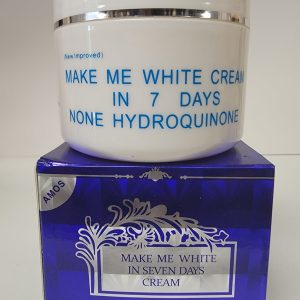 (New Improved)
MAKE ME WHITE CREAM
IN 7 DAYS
NONE HYDROQUINONE
AMOS
MAKE ME WHITE
IN SEVEN DAYS
CREAM